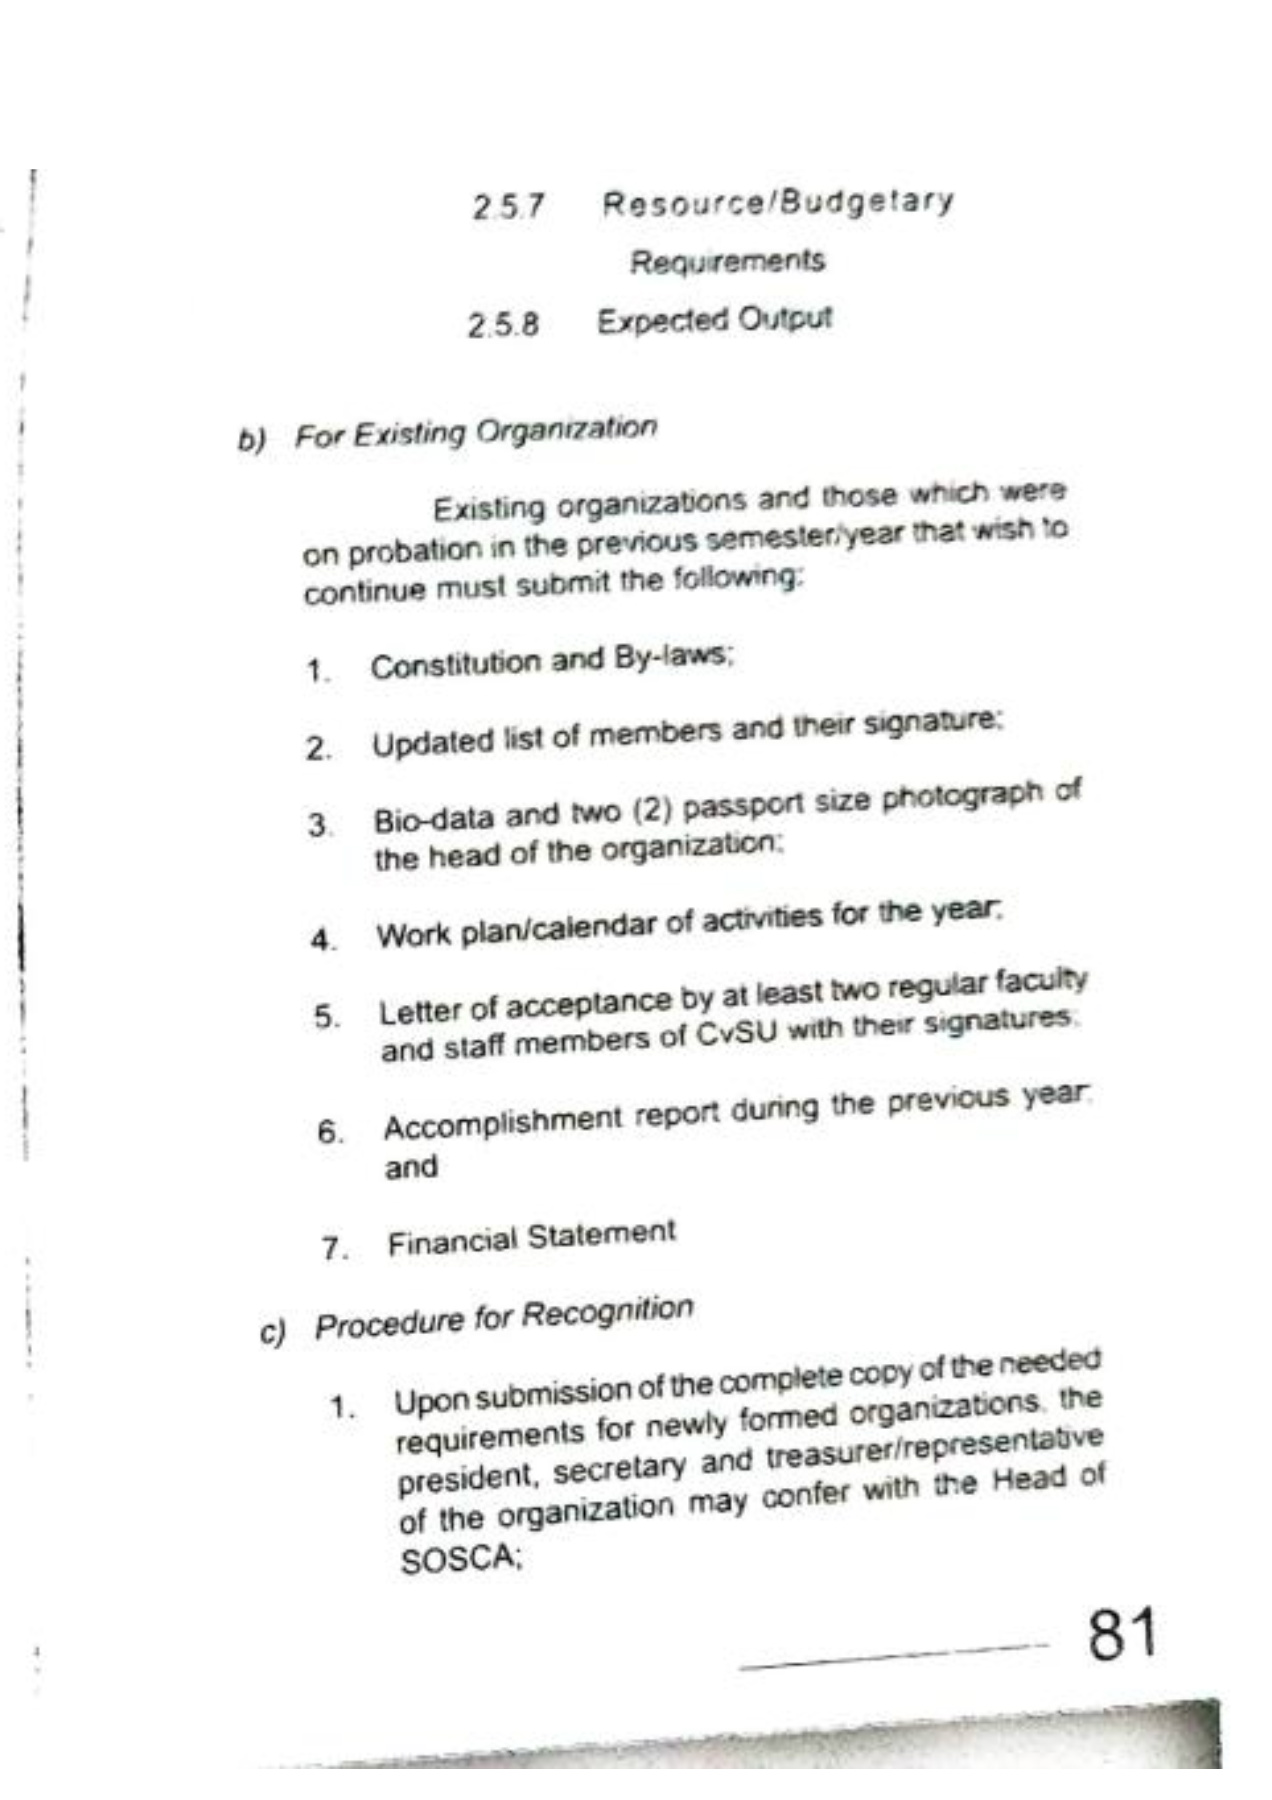 2.5.7 Resource/Budgetary
Requirements
2.5.8 Expected Output
b) For Existing Organization
Existing organizations and those which were
on probation in the previous semester/year that wish to
continue must submit the following:
1. Constitution and By-laws;
2. Updated list of members and their signature;
3. Bio-data and two (2) passport size photograph of
the head of the organization;
4. Work plan/calendar of activities for the year;
5. Letter of acceptance by at least two regular faculty
and staff members of CvSU with their signatures;
6. Accomplishment report during the previous year;
and
7. Financial Statement
c) Procedure for Recognition
1. Upon submission of the complete copy of the needed
requirements for newly formed organizations, the
president, secretary and treasurer/representative
of the organization may confer with the Head of
SOSCA;
81